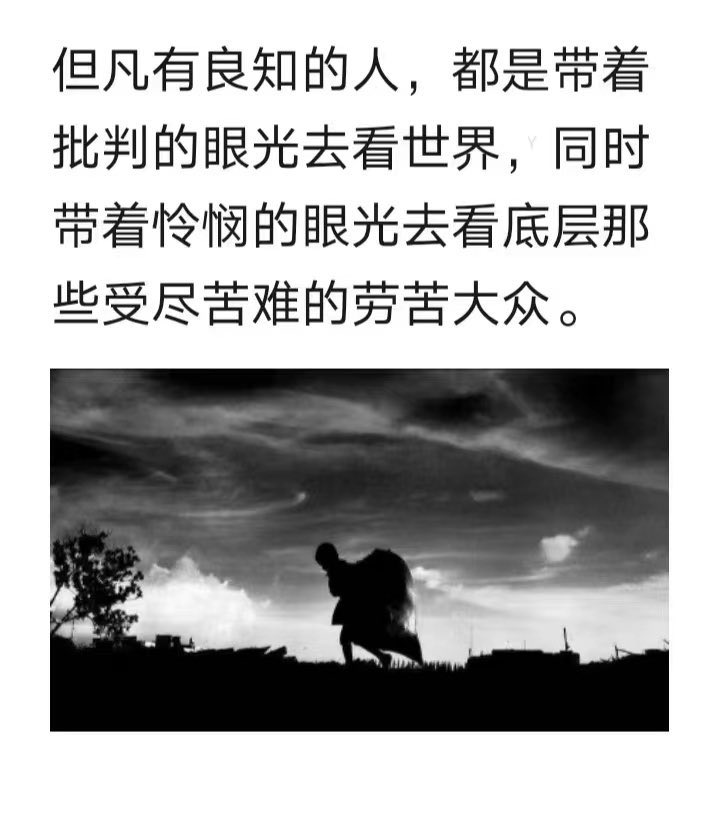 但凡有良知的人，都是带着
批判的眼光去看世界，同时
带着怜悯的眼光去看底层那
些受尽苦难的劳苦大众。